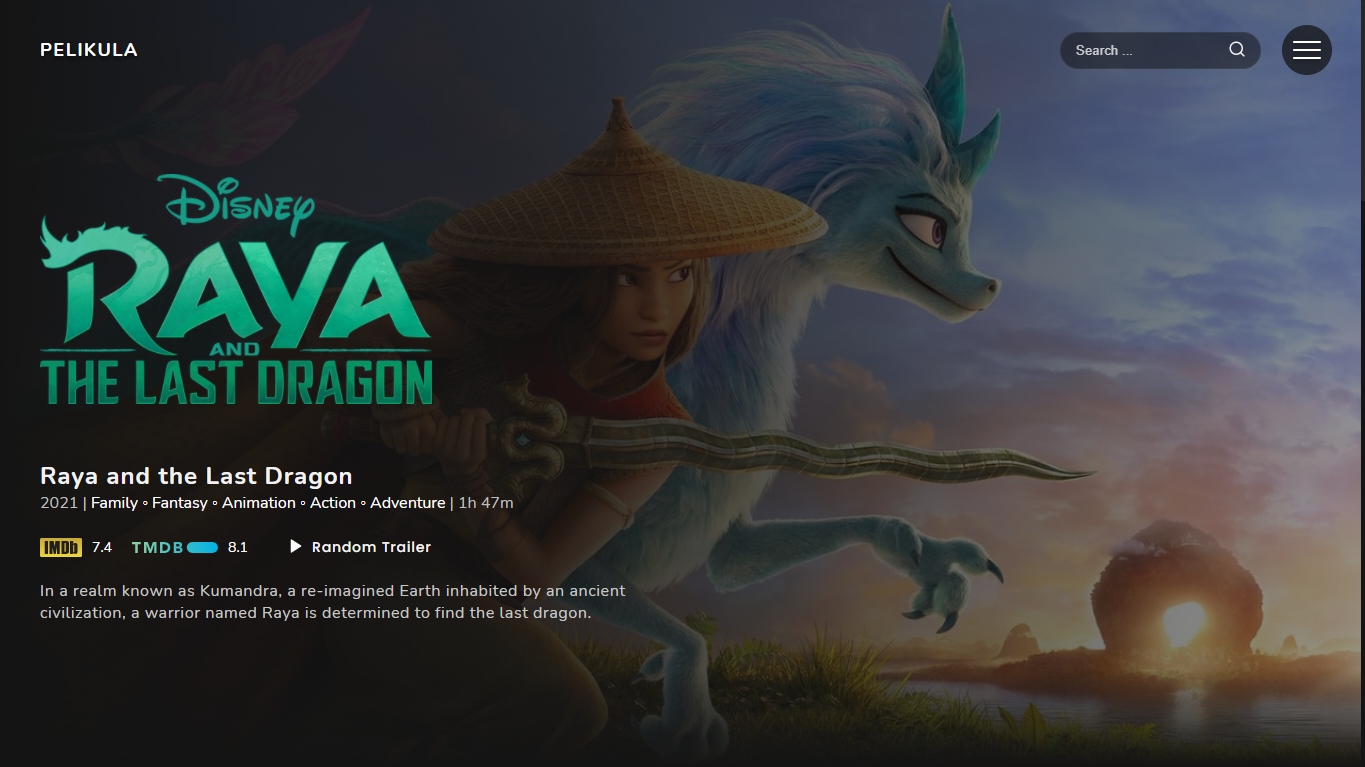 PELIKULA
Search ...
Disney
RAYA
AND
THE LAST DRAGON
Raya and the Last Dragon
2021 | Family ∘ Fantasy ∘ Animation ∘ Action ∘ Adventure | 1h 47m
IMDb 7.4 TMDB 8.1 Random Trailer
In a realm known as Kumandra, a re-imagined Earth inhabited by an ancient
civilization, a warrior named Raya is determined to find the last dragon.